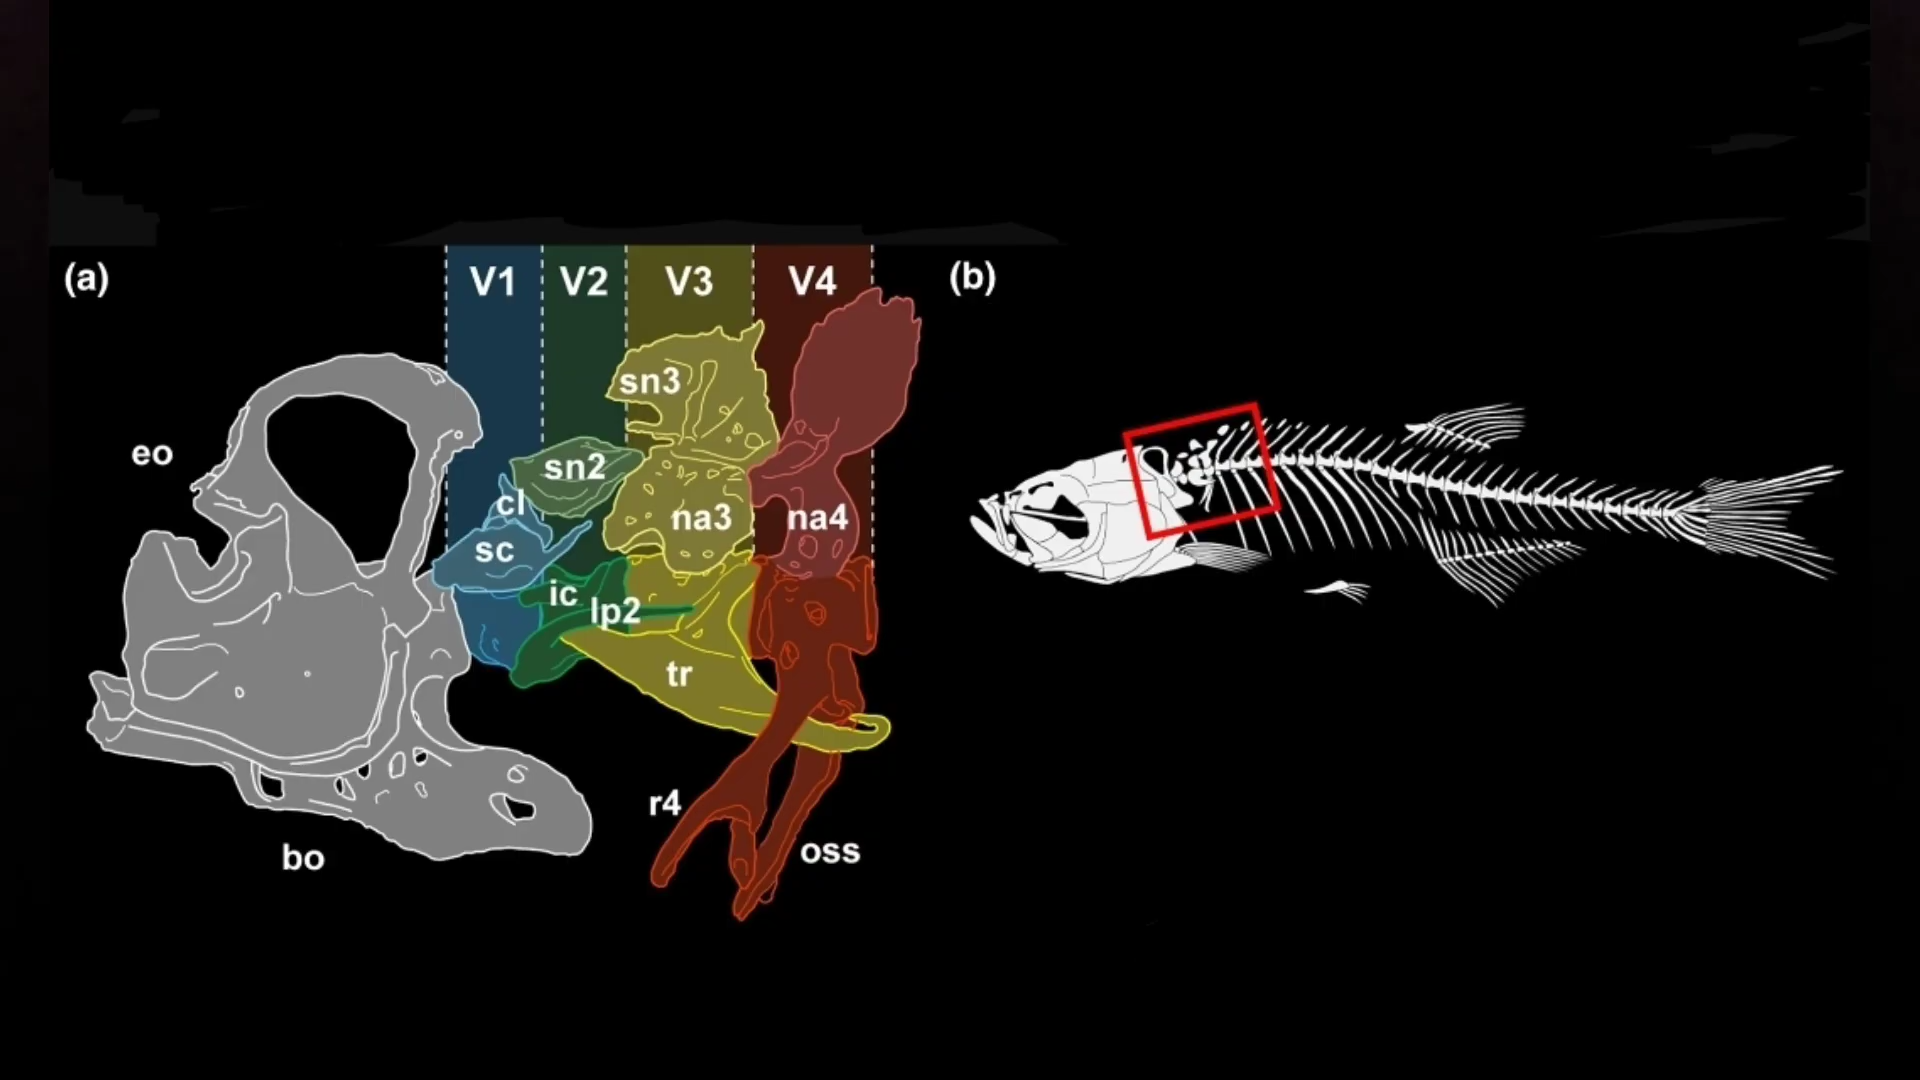 (a)
V1 V2 V3 V4
(b)
sn3
eo
sn2
cl
na3
na4
sc
ic
lp2
tr
r4
oss
bo